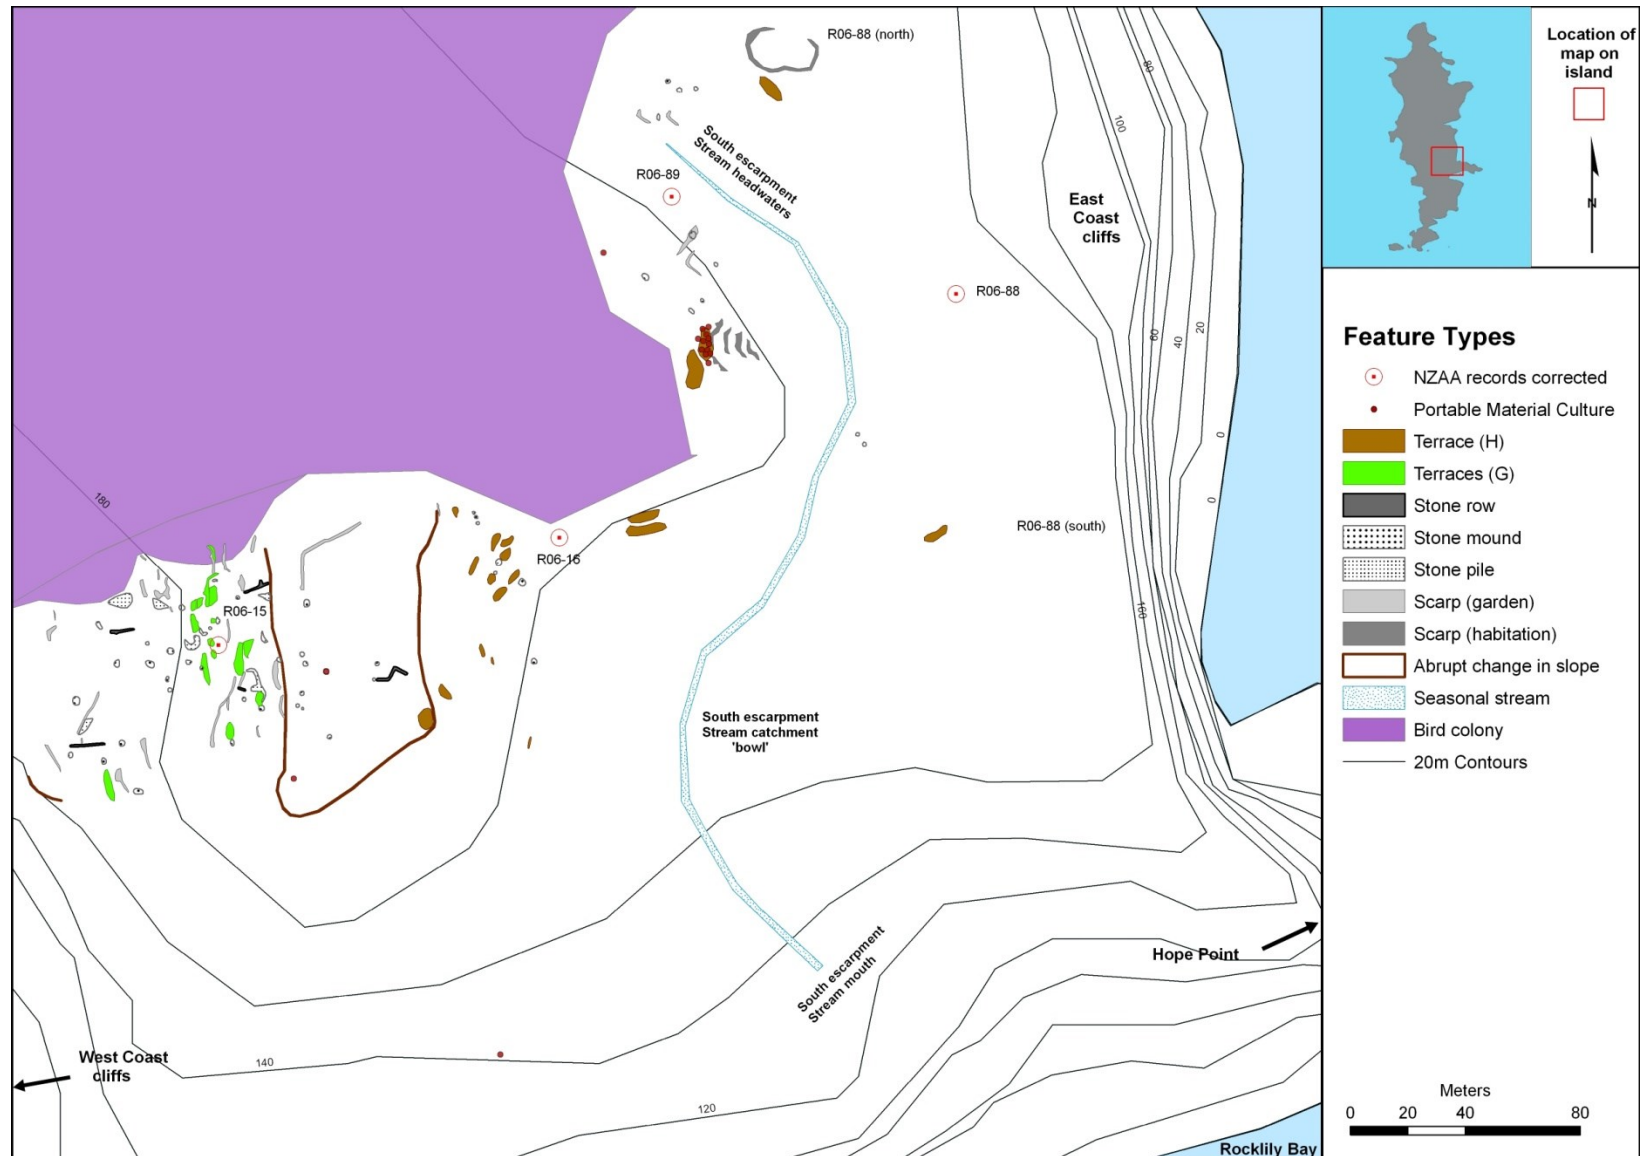 R06-88 (north)
80
100
South escarpment
Stream headwaters
R06-89
East
Coast
cliffs
R06-88
20
60
40
0
0
180
R06-88 (south)
R06-16
R06-15
160
South escarpment
Stream catchment
'bowl'
South escarpment
Stream mouth
Hope Point
West Coast
cliffs
140
120
Rocklily Bay
Location of
map on
island
N
Feature Types
NZAA records corrected
Portable Material Culture
Terrace (H)
Terraces (G)
Stone row
Stone mound
Stone pile
Scarp (garden)
Scarp (habitation)
Abrupt change in slope
Seasonal stream
Bird colony
20m Contours
Meters
0 20 40 80